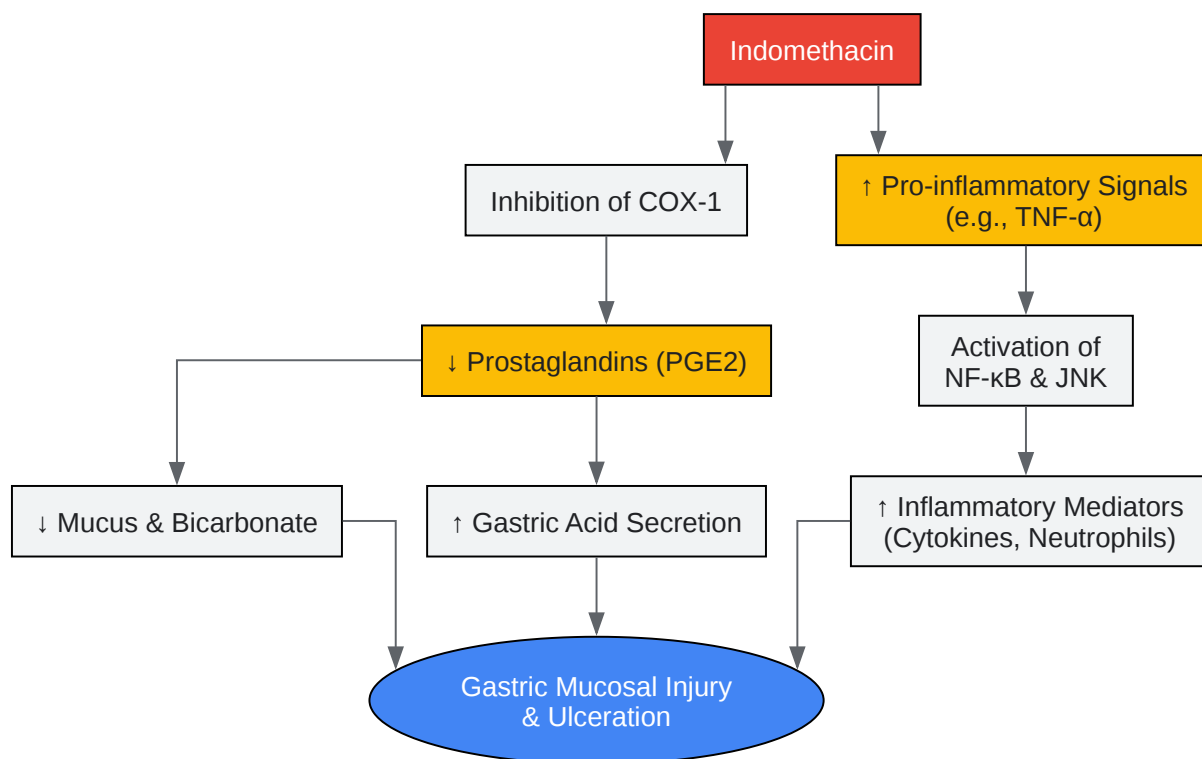 Indomethacin
Inhibition of COX-1
↑ Pro-inflammatory Signals
(e.g., TNF-α)
↓ Prostaglandins (PGE2)
Activation of
NF-κB & JNK
↓ Mucus & Bicarbonate
↑ Gastric Acid Secretion
↑ Inflammatory Mediators
(Cytokines, Neutrophils)
Gastric Mucosal Injury
& Ulceration